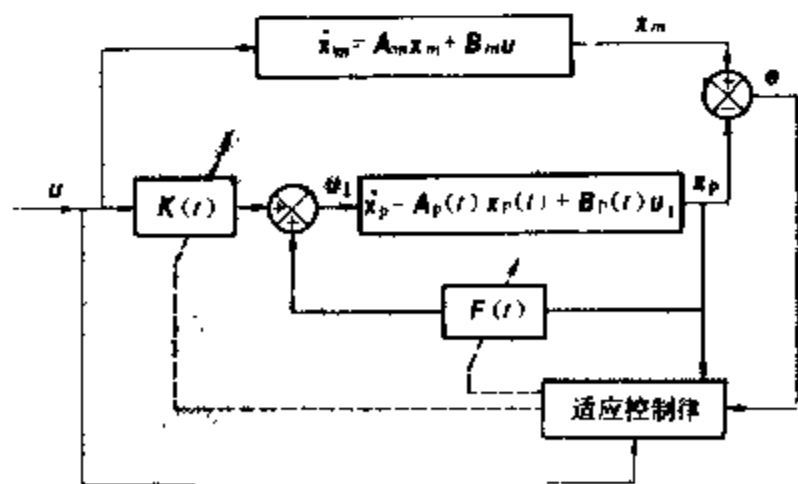 ẋm = Amxm + Bmu
xm
+
−
e
u
K(t)
+
+
u1
ẋp = Ap(t)xp(t) + Bp(t)u1
xp
F(t)
适应控制律